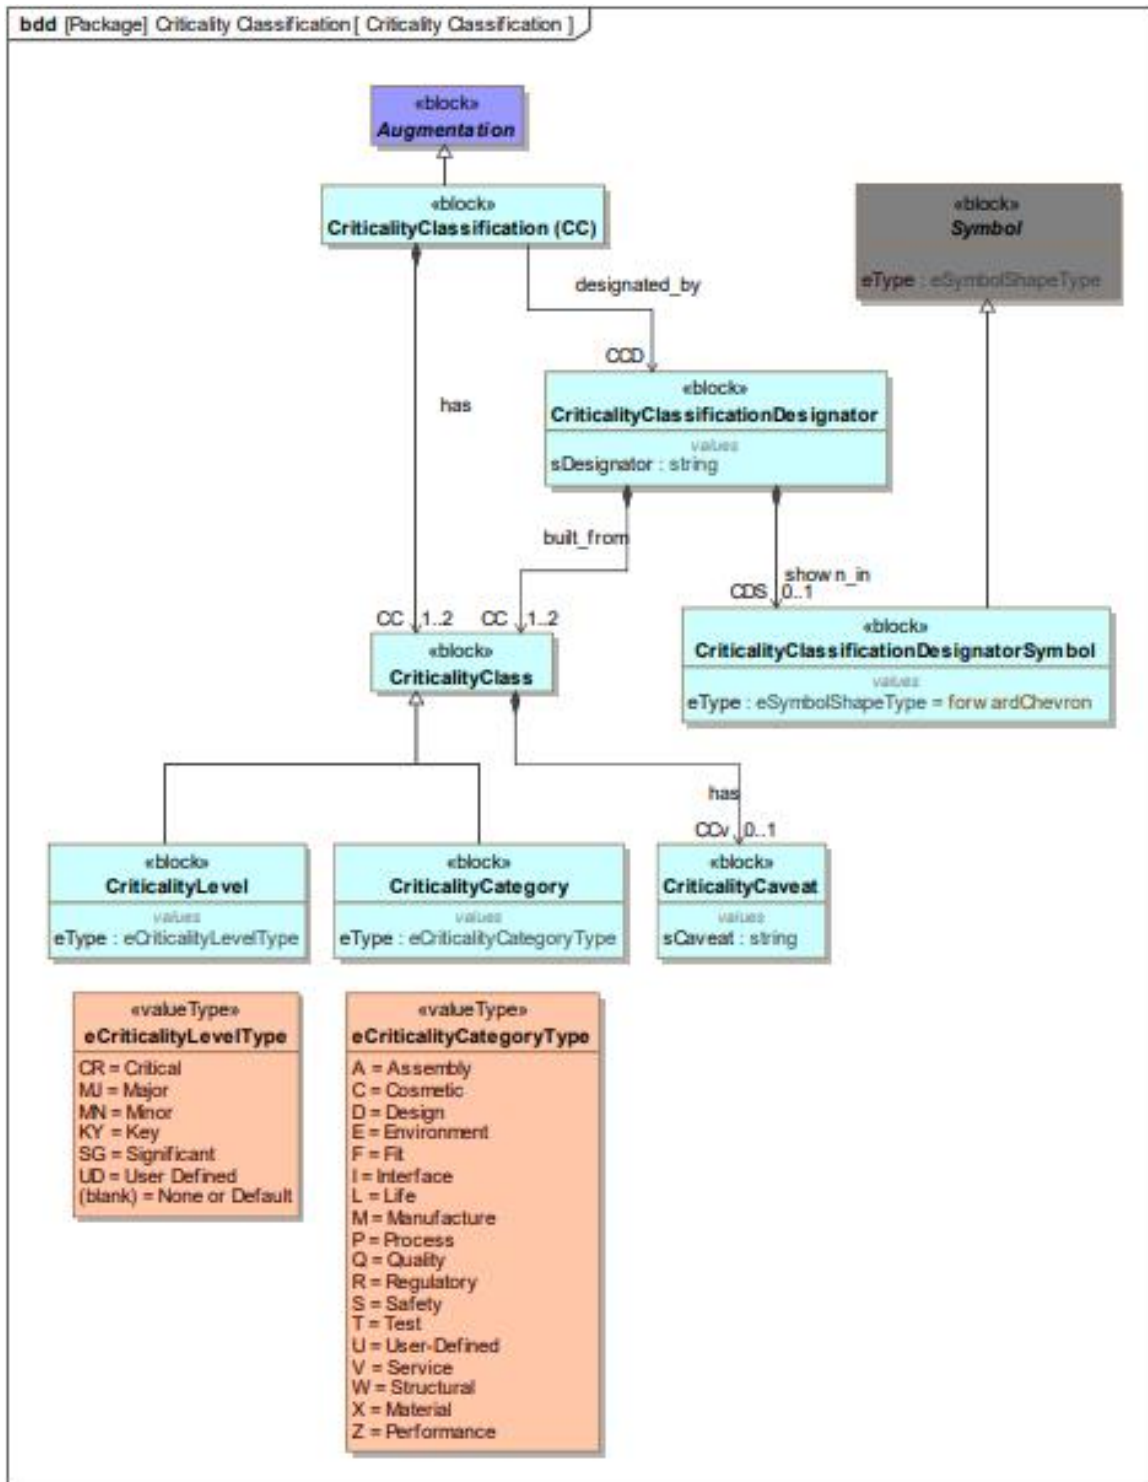 bdd [Package] Criticality Classification [ Criticality Classification ]
«block»
Augmentation
«block»
CriticalityClassification (CC)
«block»
Symbol
eType : eSymbolShapeType
designated_by
CCD
«block»
CriticalityClassificationDesignator
values
sDesignator : string
has
built_from
shown_in
CDS 0..1
CC 1..2
CC 1..2
«block»
CriticalityClass
«block»
CriticalityClassificationDesignatorSymbol
values
eType : eSymbolShapeType = forwardChevron
has
CCv 0..1
«block»
CriticalityLevel
values
eType : eCriticalityLevelType
«block»
CriticalityCategory
values
eType : eCriticalityCategoryType
«block»
CriticalityCaveat
values
sCaveat : string
«valueType»
eCriticalityLevelType
CR = Critical
MJ = Major
MN = Minor
KY = Key
SG = Significant
UD = User Defined
(blank) = None or Default
«valueType»
eCriticalityCategoryType
A = Assembly
C = Cosmetic
D = Design
E = Environment
F = Fit
I = Interface
L = Life
M = Manufacture
P = Process
Q = Quality
R = Regulatory
S = Safety
T = Test
U = User-Defined
V = Service
W = Structural
X = Material
Z = Performance